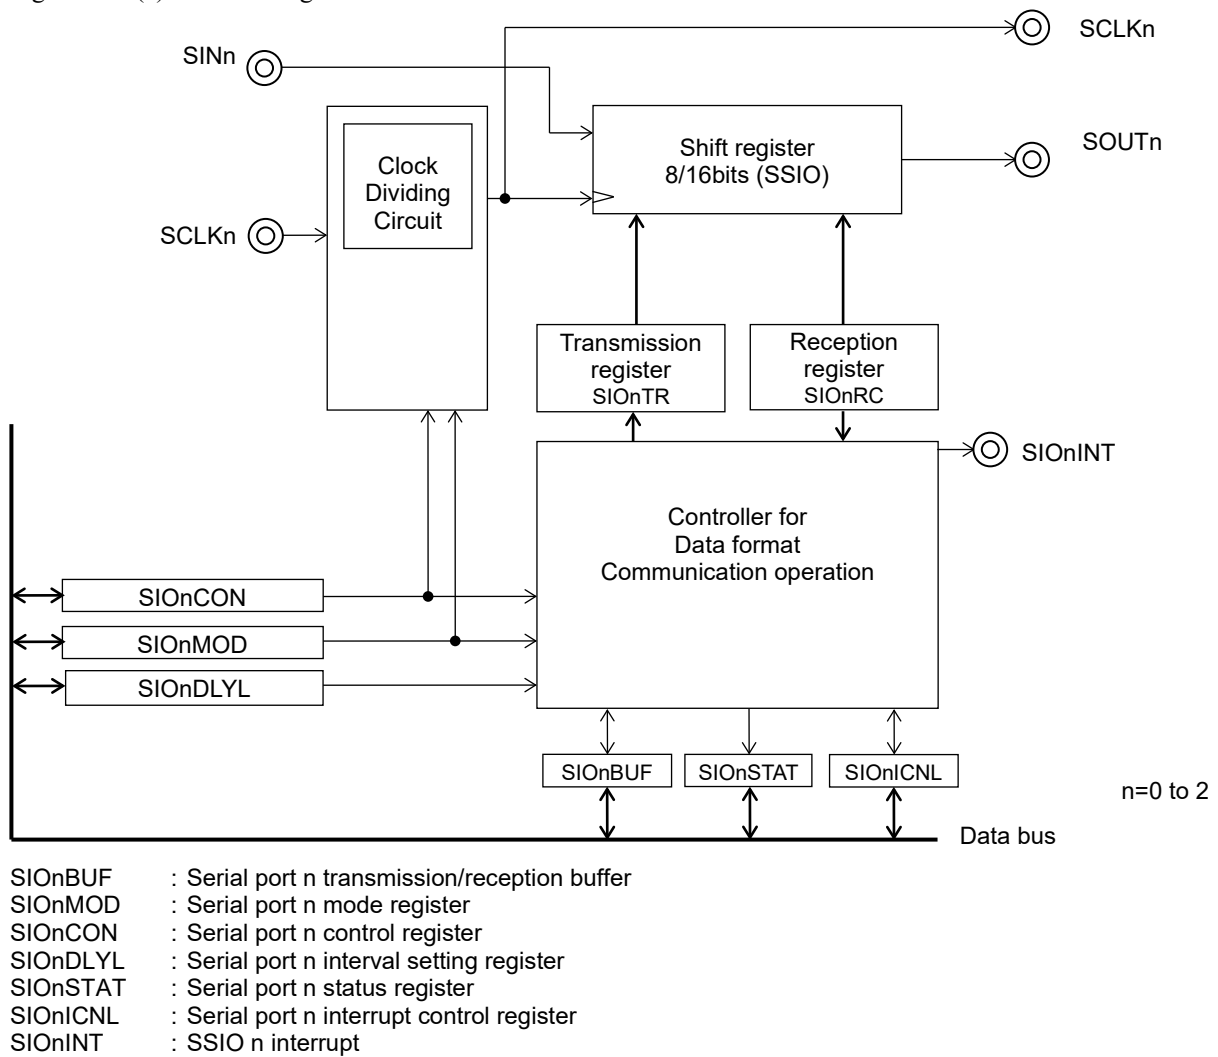 SCLKn
SINn
Shift register
8/16bits (SSIO)
SOUTn
Clock
Dividing
Circuit
SCLKn
Transmission
register
SIOnTR
Reception
register
SIOnRC
SIOnINT
Controller for
Data format
Communication operation
SIOnCON
SIOnMOD
SIOnDLYL
SIOnBUF
SIOnSTAT
SIOnICNL
n=0 to 2
Data bus
SIOnBUF : Serial port n transmission/reception buffer
SIOnMOD : Serial port n mode register
SIOnCON : Serial port n control register
SIOnDLYL : Serial port n interval setting register
SIOnSTAT : Serial port n status register
SIOnICNL : Serial port n interrupt control register
SIOnINT : SSIO n interrupt